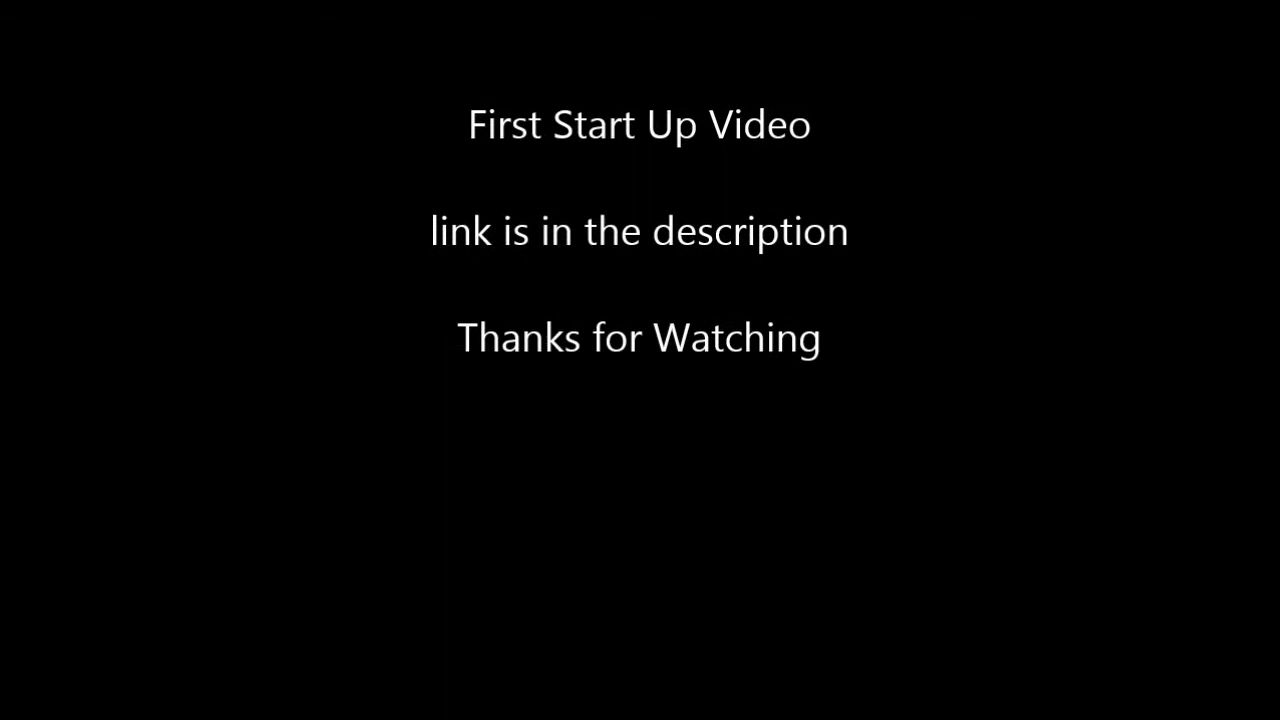 First Start Up Video
link is in the description
Thanks for Watching